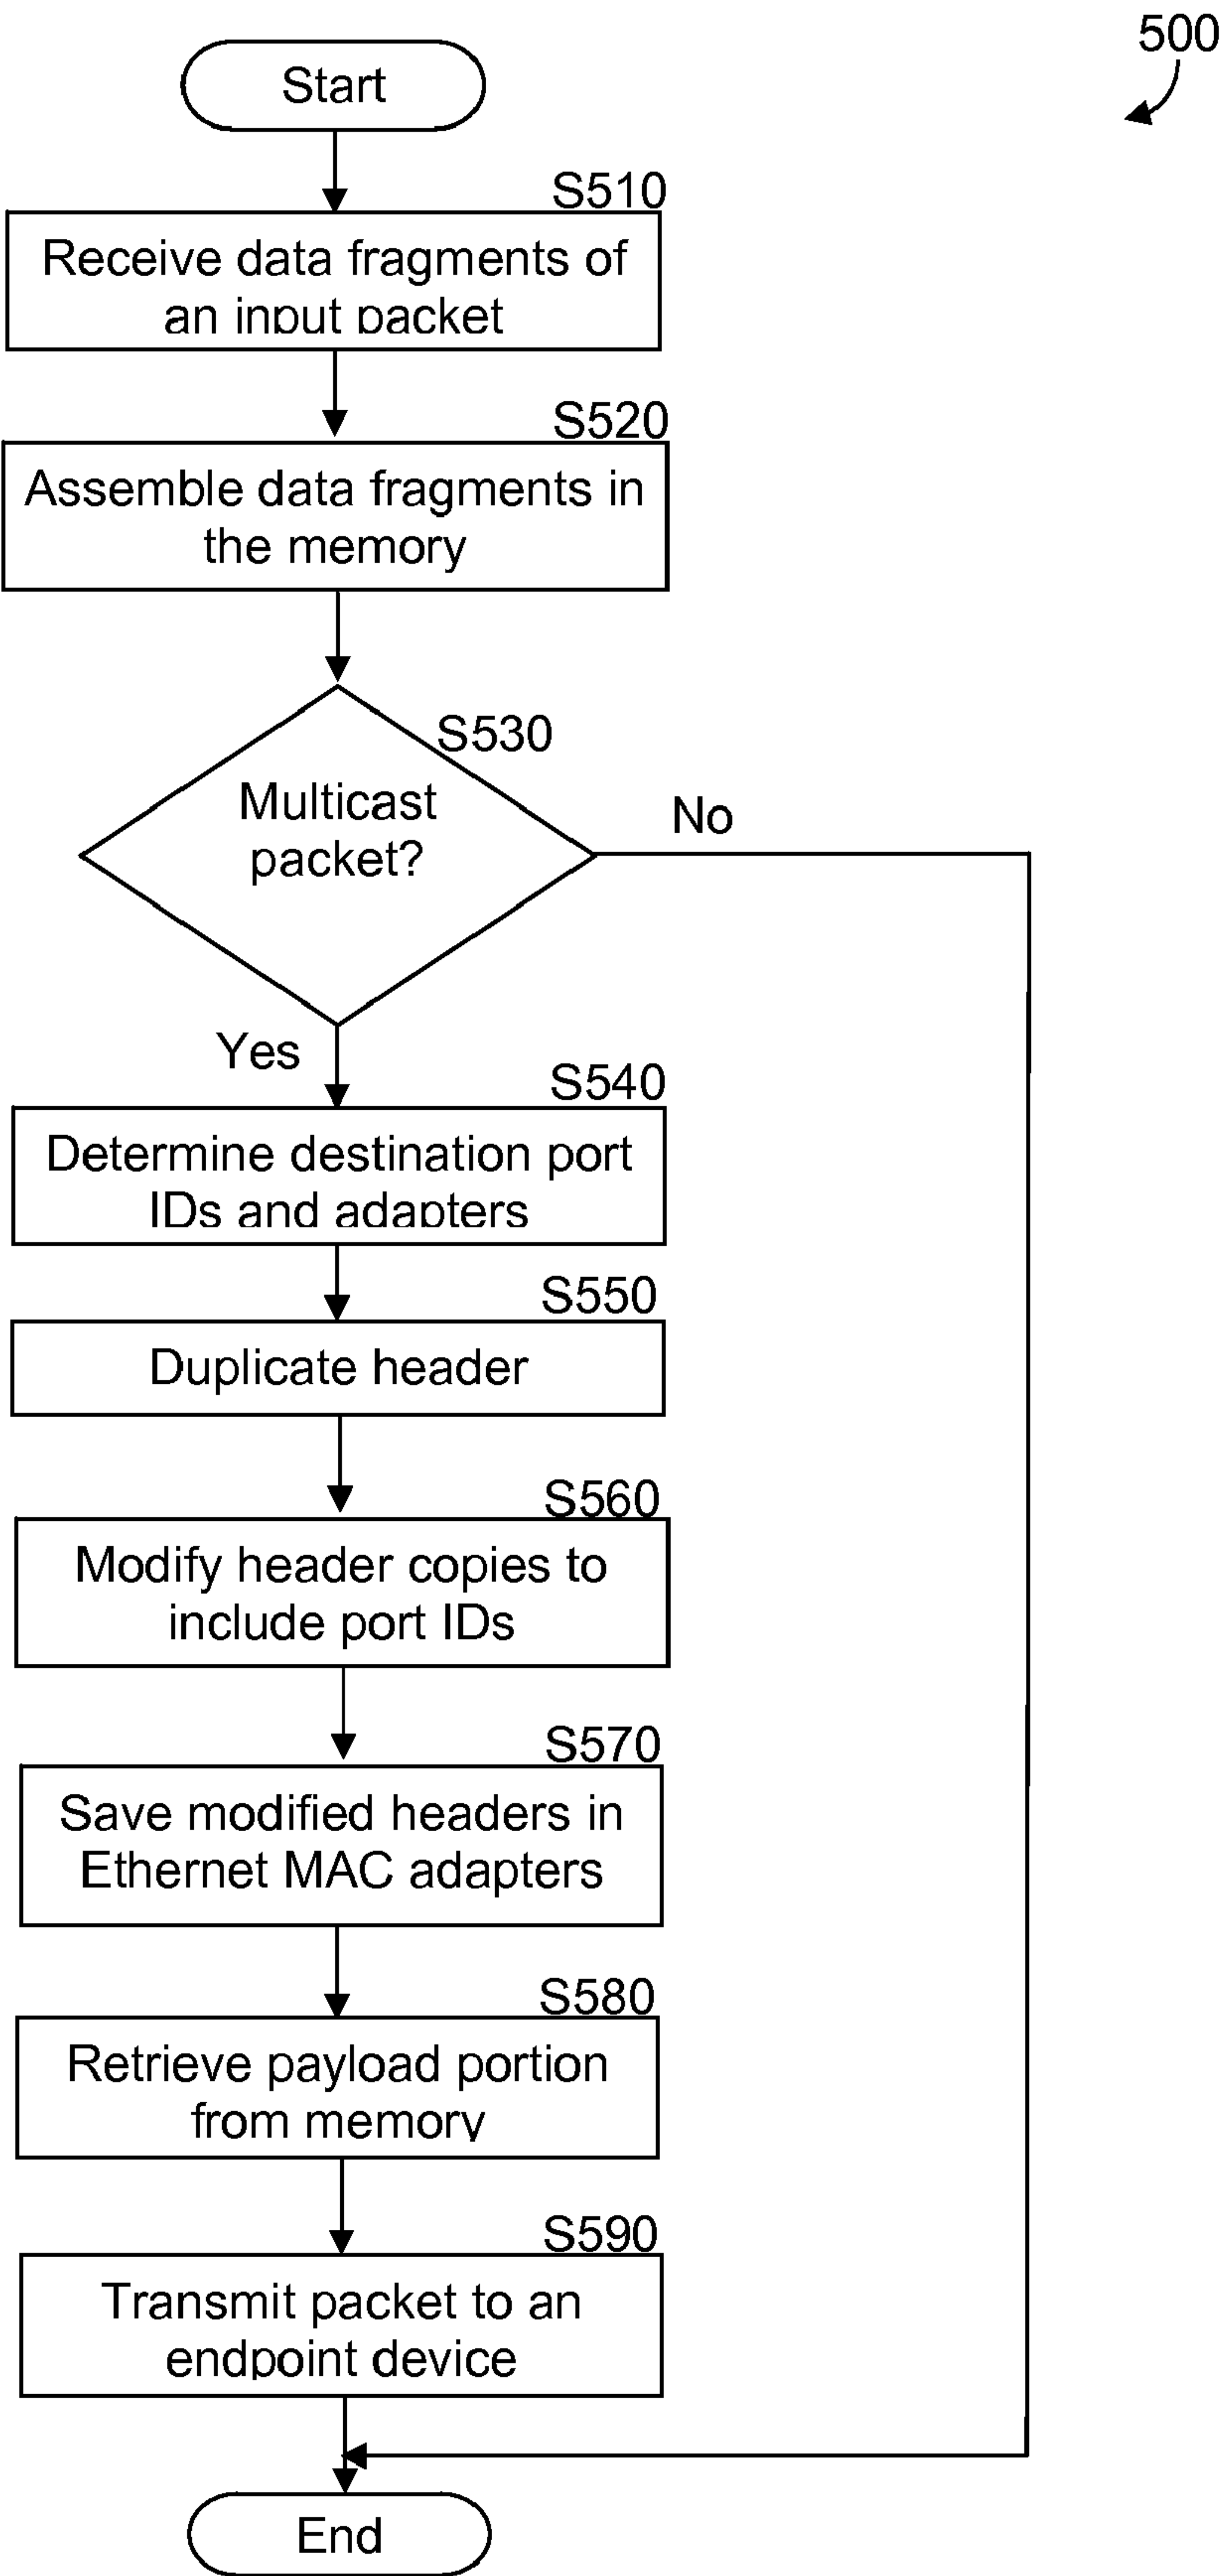 500
Start
S510
Receive data fragments of
an input packet
S520
Assemble data fragments in
the memory
S530
Multicast
packet?
No
Yes
S540
Determine destination port
IDs and adapters
S550
Duplicate header
S560
Modify header copies to
include port IDs
S570
Save modified headers in
Ethernet MAC adapters
S580
Retrieve payload portion
from memory
S590
Transmit packet to an
endpoint device
End